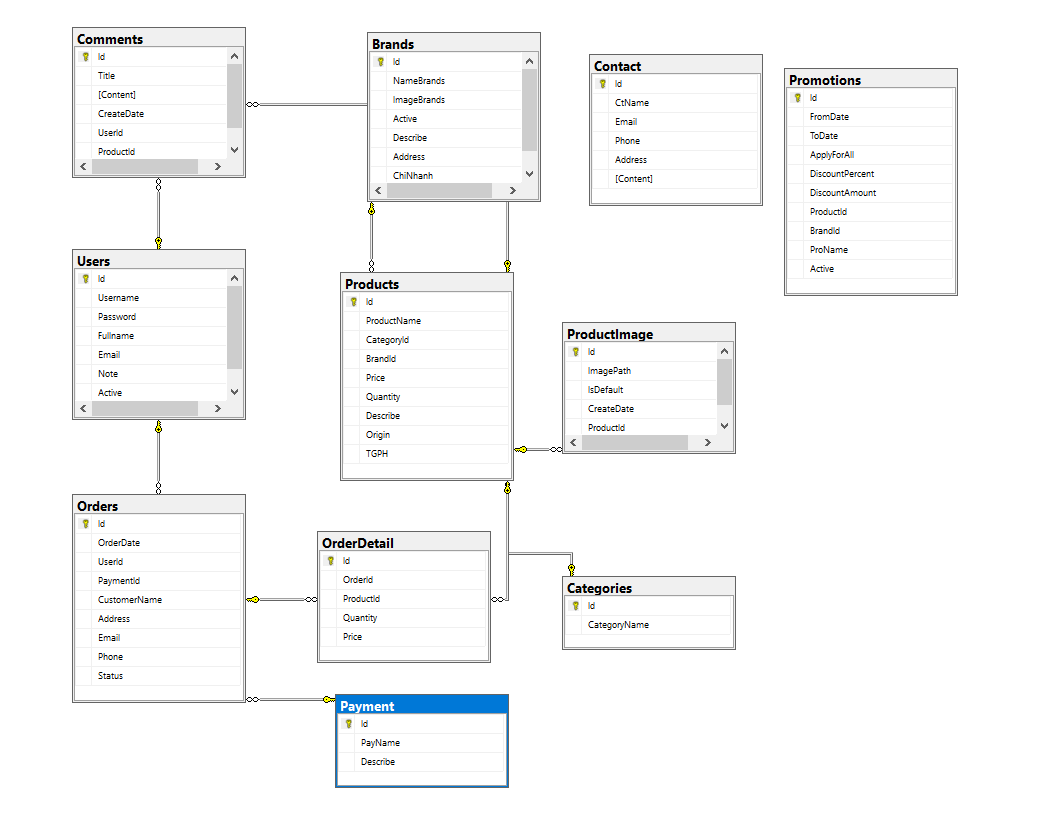 Comments
Id
Title
[Content]
CreateDate
UserId
ProductId
Brands
Id
NameBrands
ImageBrands
Active
Describe
Address
ChiNhanh
Contact
Id
CtName
Email
Phone
Address
[Content]
Promotions
Id
FromDate
ToDate
ApplyForAll
DiscountPercent
DiscountAmount
ProductId
BrandId
ProName
Active
Users
Id
Username
Password
Fullname
Email
Note
Active
Products
Id
ProductName
CategoryId
BrandId
Price
Quantity
Describe
Origin
TGPH
ProductImage
Id
ImagePath
IsDefault
CreateDate
ProductId
Orders
Id
OrderDate
UserId
PaymentId
CustomerName
Address
Email
Phone
Status
OrderDetail
Id
OrderId
ProductId
Quantity
Price
Categories
Id
CategoryName
Payment
Id
PayName
Describe